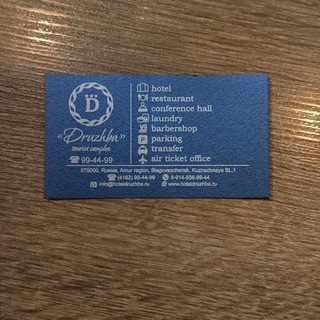 D
«Druzhba»
tourist complex
99-44-99
hotel
restaurant
conference hall
laundry
barbershop
P parking
transfer
air ticket office
675000, Russia, Amur region, Blagoveschensk, Kuznechnaya St.,1
(4162) 99-44-99 8-914-556-99-44
info@hoteldruzhba.ru www.hoteldruzhba.ru